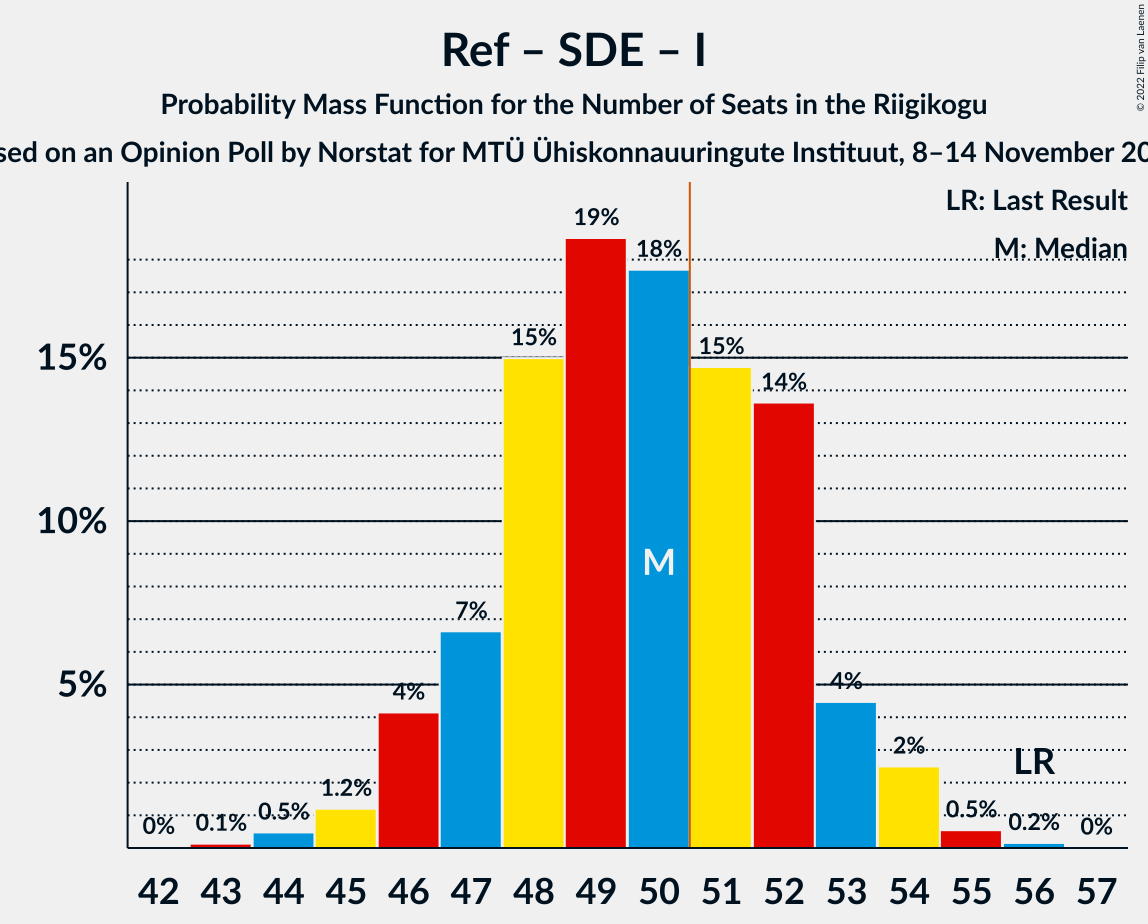 Ref – SDE – I
Probability Mass Function for the Number of Seats in the Riigikogu
sed on an Opinion Poll by Norstat for MTÜ Ühiskonnauuringute Instituut, 8–14 November 20
© 2022 Filip van Laenen
LR: Last Result
M: Median
15%
10%
5%
0%
0.1%
0.5%
1.2%
4%
7%
15%
19%
18%
15%
14%
4%
2%
0.5%
0.2%
0%
M
LR
42 43 44 45 46 47 48 49 50 51 52 53 54 55 56 57